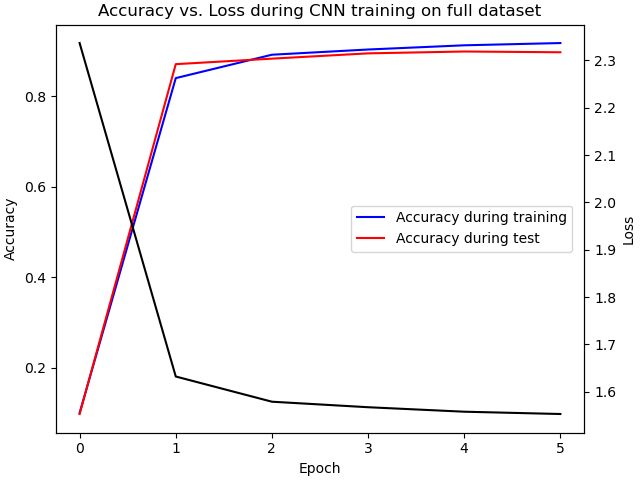 Accuracy vs. Loss during CNN training on full dataset
Accuracy
0.8
0.6
0.4
0.2
Accuracy during training
Accuracy during test
2.3
2.2
2.1
2.0
1.9
1.8
1.7
1.6
Loss
0 1 2 3 4 5
Epoch